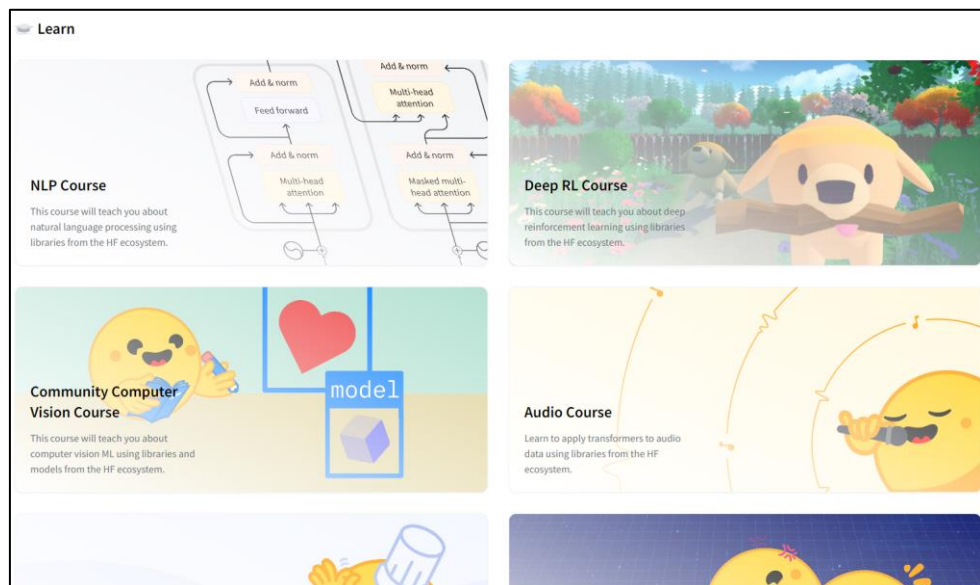 Learn
Add & norm
Feed forward
Add & norm
Multi-head
attention
Add & norm
Multi-head
attention
Add & norm
Masked multi-
head attention
NLP Course
This course will teach you about
natural language processing using
libraries from the HF ecosystem.
Deep RL Course
This course will teach you about deep
reinforcement learning using libraries
from the HF ecosystem.
model
Community Computer
Vision Course
This course will teach you about
computer vision ML using libraries and
models from the HF ecosystem.
Audio Course
Learn to apply transformers to audio
data using libraries from the HF
ecosystem.